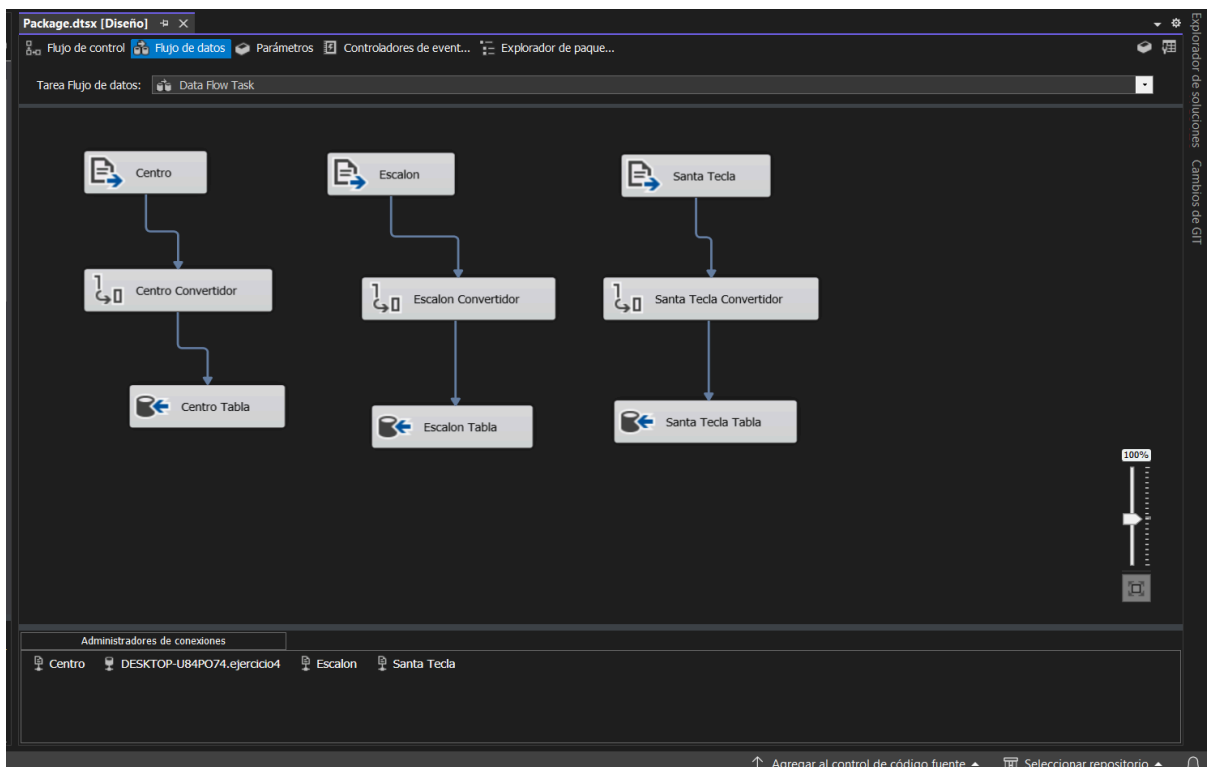 Package.dtsx [Diseño]
Flujo de control Flujo de datos Parámetros Controladores de event... Explorador de paque...
Tarea Flujo de datos: Data Flow Task
Centro
Escalon
Santa Tecla
Centro Convertidor
Escalon Convertidor
Santa Tecla Convertidor
Centro Tabla
Escalon Tabla
Santa Tecla Tabla
100%
Administradores de conexiones
Centro DESKTOP-U84PO74.ejercicio4 Escalon Santa Tecla
Agregar al control de código fuente Seleccionar repositorio
Explorador de soluciones
Cambios de GIT